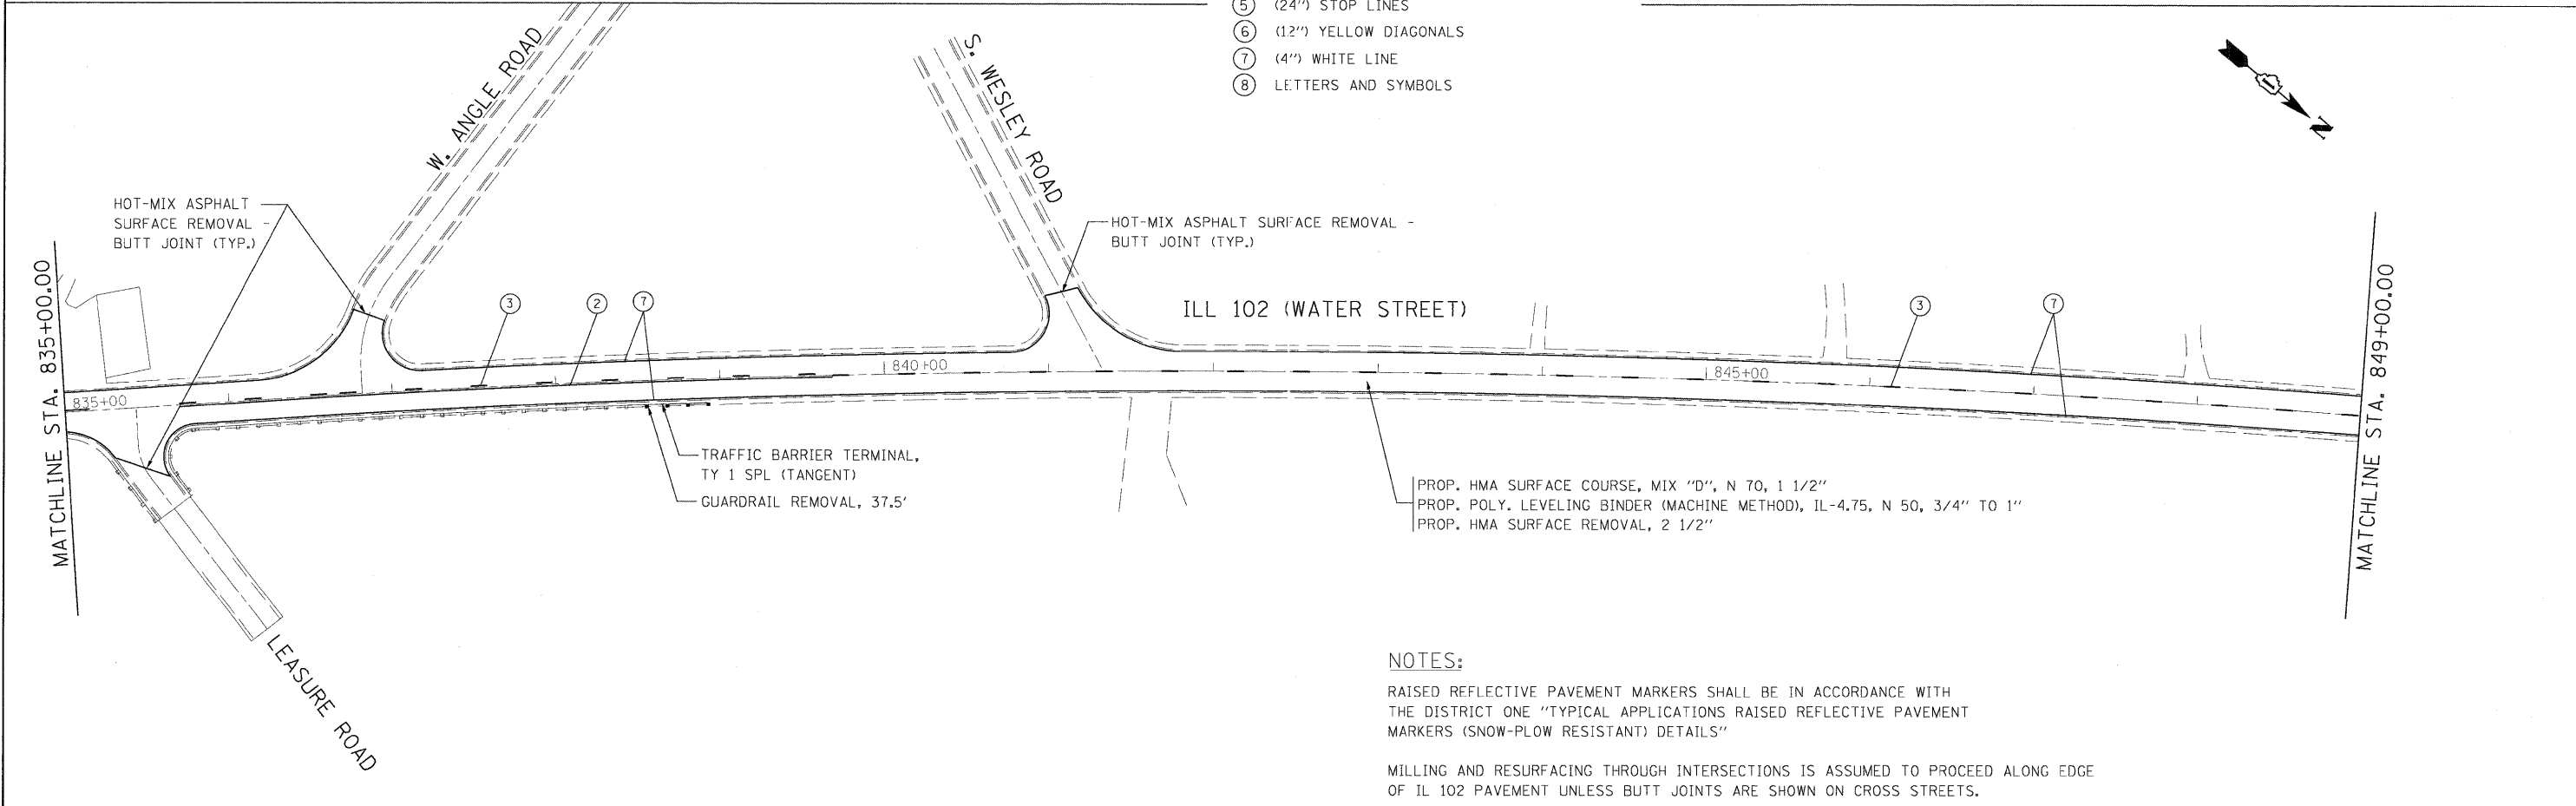 ⑤ (24") STOP LINES
⑥ (12") YELLOW DIAGONALS
⑦ (4") WHITE LINE
⑧ LETTERS AND SYMBOLS
N
W. ANGLE ROAD
S. WESLEY ROAD
HOT-MIX ASPHALT
SURFACE REMOVAL -
BUTT JOINT (TYP.)
HOT-MIX ASPHALT SURFACE REMOVAL -
BUTT JOINT (TYP.)
MATCHLINE STA. 835+00.00
③
②
⑦
ILL 102 (WATER STREET)
③
⑦
MATCHLINE STA. 849+00.00
835+00
840+00
845+00
TRAFFIC BARRIER TERMINAL,
TY 1 SPL (TANGENT)
GUARDRAIL REMOVAL, 37.5'
PROP. HMA SURFACE COURSE, MIX "D", N 70, 1 1/2"
PROP. POLY. LEVELING BINDER (MACHINE METHOD), IL-4.75, N 50, 3/4" TO 1"
PROP. HMA SURFACE REMOVAL, 2 1/2"
LEASURE ROAD
NOTES:
RAISED REFLECTIVE PAVEMENT MARKERS SHALL BE IN ACCORDANCE WITH
THE DISTRICT ONE "TYPICAL APPLICATIONS RAISED REFLECTIVE PAVEMENT
MARKERS (SNOW-PLOW RESISTANT) DETAILS"
MILLING AND RESURFACING THROUGH INTERSECTIONS IS ASSUMED TO PROCEED ALONG EDGE
OF IL 102 PAVEMENT UNLESS BUTT JOINTS ARE SHOWN ON CROSS STREETS.